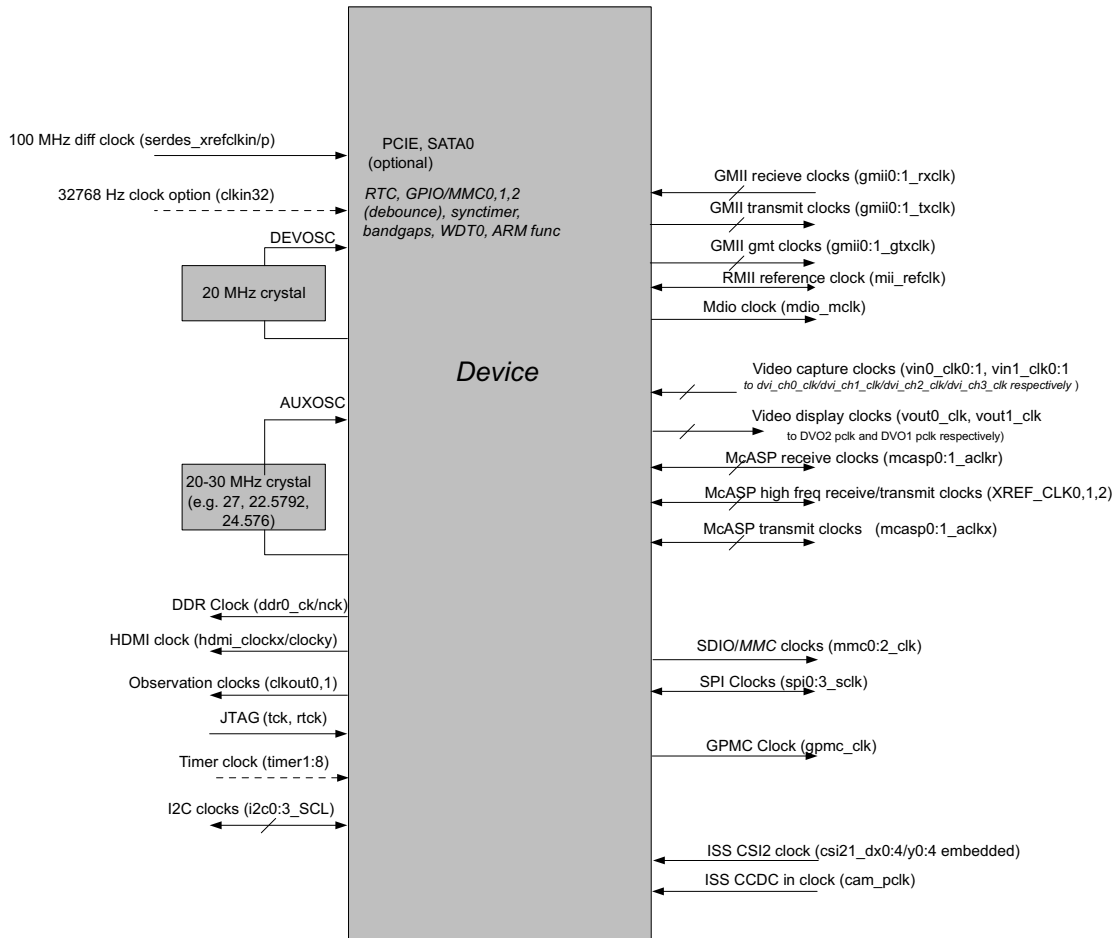 100 MHz diff clock (serdes_xrefclkin/p)
PCIE, SATA0
(optional)
32768 Hz clock option (clkin32)
RTC, GPIO/MMC0,1,2
(debounce), synctimer,
bandgaps, WDT0, ARM func
DEVOSC
20 MHz crystal
Device
AUXOSC
20-30 MHz crystal
(e.g. 27, 22.5792,
24.576)
DDR Clock (ddr0_ck/nck)
HDMI clock (hdmi_clockx/clocky)
Observation clocks (clkout0,1)
JTAG (tck, rtck)
Timer clock (timer1:8)
I2C clocks (i2c0:3_SCL)
GMII recieve clocks (gmii0:1_rxclk)
GMII transmit clocks (gmii0:1_txclk)
GMII gmt clocks (gmii0:1_gtxclk)
RMII reference clock (mii_refclk)
Mdio clock (mdio_mclk)
Video capture clocks (vin0_clk0:1, vin1_clk0:1
to dvi_ch0_clk/dvi_ch1_clk/dvi_ch2_clk/dvi_ch3_clk respectively )
Video display clocks (vout0_clk, vout1_clk
to DVO2 pclk and DVO1 pclk respectively)
McASP receive clocks (mcasp0:1_aclkr)
McASP high freq receive/transmit clocks (XREF_CLK0,1,2)
McASP transmit clocks (mcasp0:1_aclkx)
SDIO/MMC clocks (mmc0:2_clk)
SPI Clocks (spi0:3_sclk)
GPMC Clock (gpmc_clk)
ISS CSI2 clock (csi21_dx0:4/y0:4 embedded)
ISS CCDC in clock (cam_pclk)